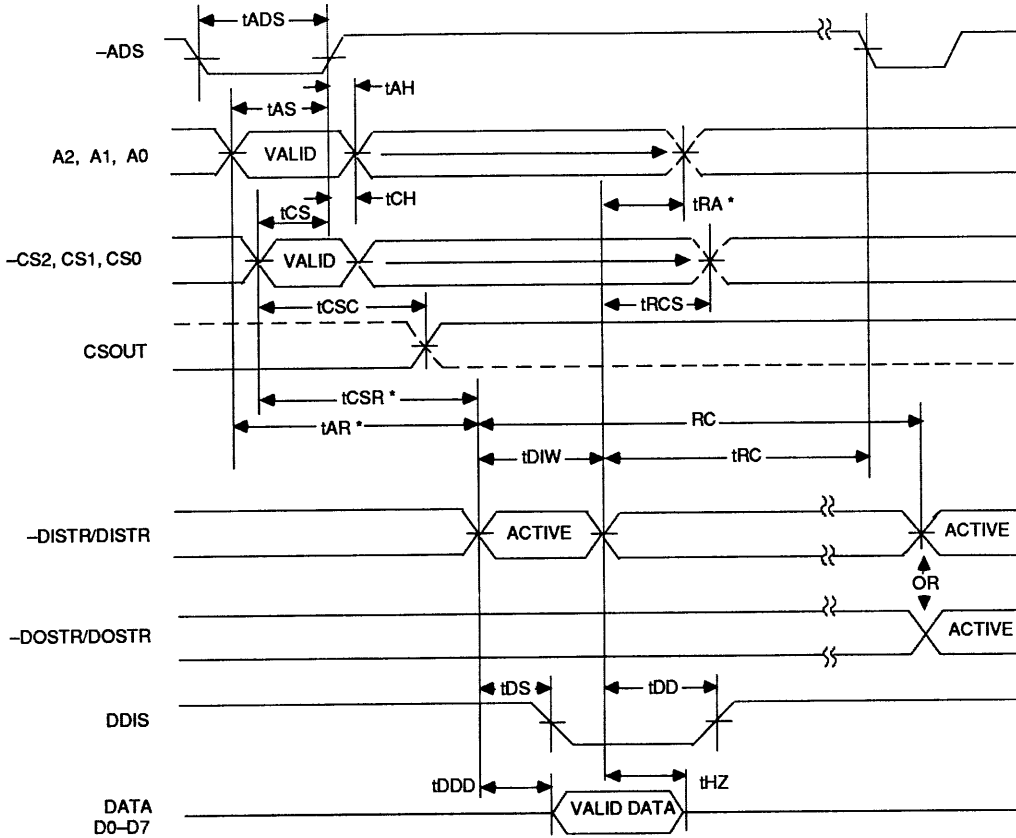 tADS
–ADS
tAH
tAS
A2, A1, A0
VALID
tCH
tRA *
tCS
–CS2, CS1, CS0
VALID
tCSC
tRCS
CSOUT
tCSR *
tAR *
RC
tDIW
tRC
–DISTR/DISTR
ACTIVE
ACTIVE
OR
–DOSTR/DOSTR
ACTIVE
tDS
tDD
DDIS
tDDD
tHZ
DATA
D0–D7
VALID DATA